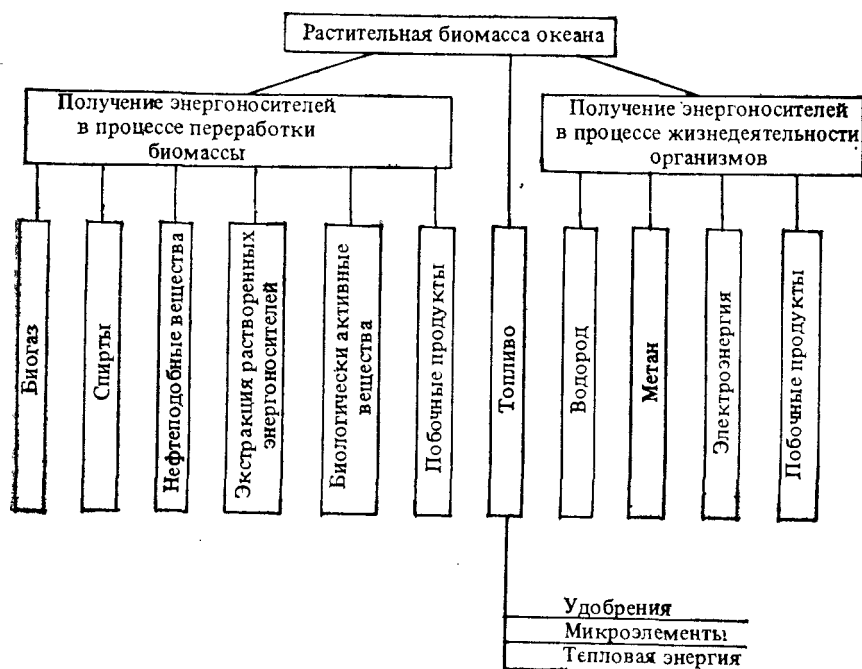 Растительная биомасса океана
Получение энергоносителей
в процессе переработки
биомассы
Получение энергоносителей
в процессе жизнедеятельности
организмов
Биогаз
Спирты
Нефтеподобные вещества
Экстракция растворенных
энергоносителей
Биологически активные
вещества
Побочные продукты
Топливо
Водород
Метан
Электроэнергия
Побочные продукты
Удобрения
Микроэлементы
Тепловая энергия